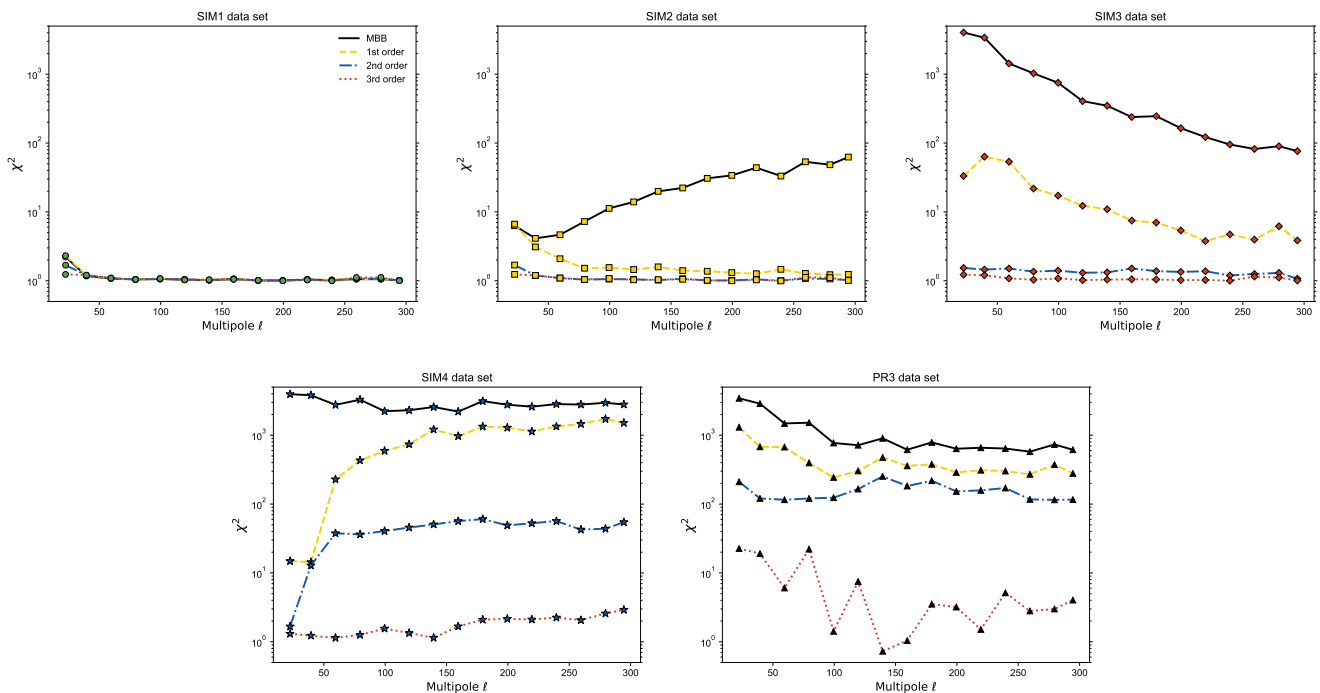 SIM1 data set
MBB
1st order
2nd order
3rd order
χ²
10³
10²
10¹
10⁰
50 100 150 200 250 300
Multipole ℓ
SIM2 data set
χ²
10³
10²
10¹
10⁰
50 100 150 200 250 300
Multipole ℓ
SIM3 data set
χ²
10³
10²
10¹
10⁰
50 100 150 200 250 300
Multipole ℓ
SIM4 data set
χ²
10³
10²
10¹
10⁰
50 100 150 200 250 300
Multipole ℓ
PR3 data set
χ²
10³
10²
10¹
10⁰
50 100 150 200 250 300
Multipole ℓ